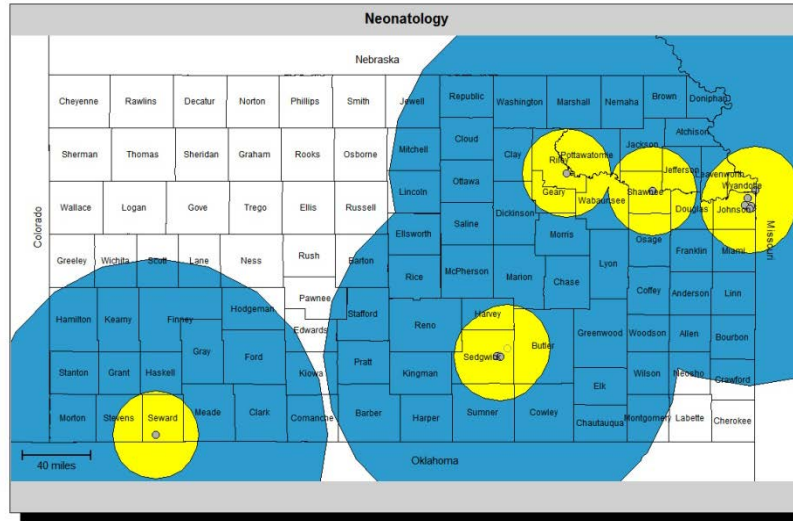 Neonatology
Nebraska
Cheyenne Rawlins Decatur Norton Phillips Smith Jewell Republic Washington Marshall Nemaha Brown Doniphan
Sherman Thomas Sheridan Graham Rooks Osborne Mitchell Cloud Clay Riley Pottawatomie Jackson Atchison
Jefferson Leavenworth
Wallace Logan Gove Trego Ellis Russell Lincoln Ottawa Geary Wabaunsee Shawnee Douglas Johnson Wyandotte
Colorado
Missouri
Greeley Wichita Scott Lane Ness Rush Barton Ellsworth Saline Dickinson Morris Osage Franklin Miami
Rice McPherson Marion Chase Lyon Coffey Anderson Linn
Hamilton Kearny Finney Hodgeman Pawnee Stafford Reno Harvey
Edwards
Stanton Grant Haskell Gray Ford Kiowa Pratt Kingman Sedgwick Butler Greenwood Woodson Allen Bourbon
Elk Wilson Neosho Crawford
Morton Stevens Seward Meade Clark Comanche Barber Harper Sumner Cowley Chautauqua Montgomery Labette Cherokee
40 miles
Oklahoma